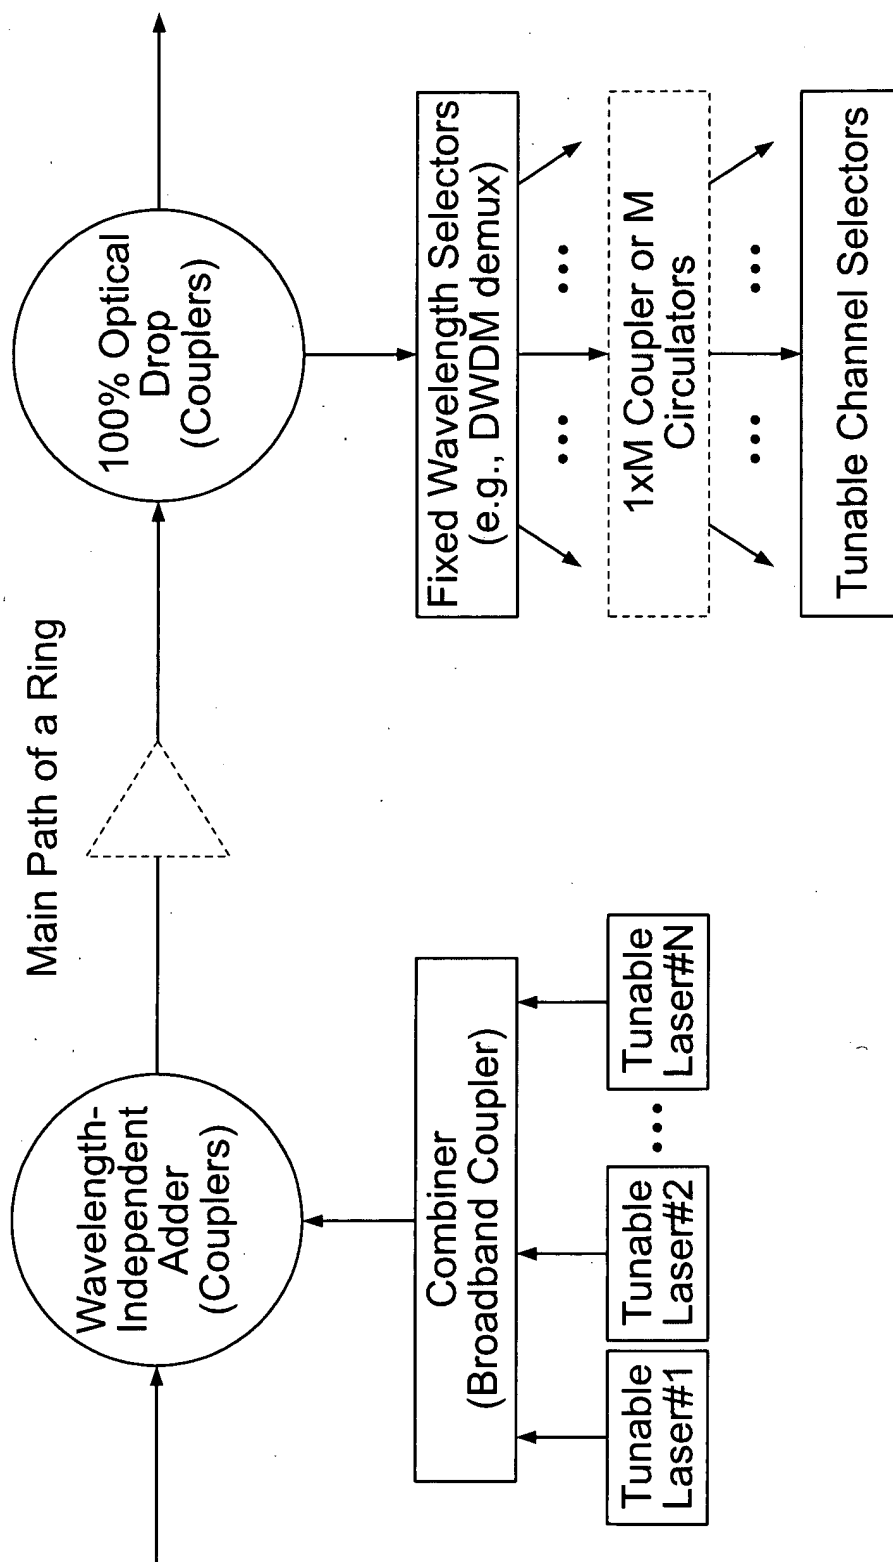 Main Path of a Ring
Wavelength-
Independent
Adder
(Couplers)
100% Optical
Drop
(Couplers)
Combiner
(Broadband Coupler)
Tunable
Laser#1
Tunable
Laser#2
•••
Tunable
Laser#N
Fixed Wavelength Selectors
(e.g., DWDM demux)
••• •••
1xM Coupler or M
Circulators
••• •••
Tunable Channel Selectors